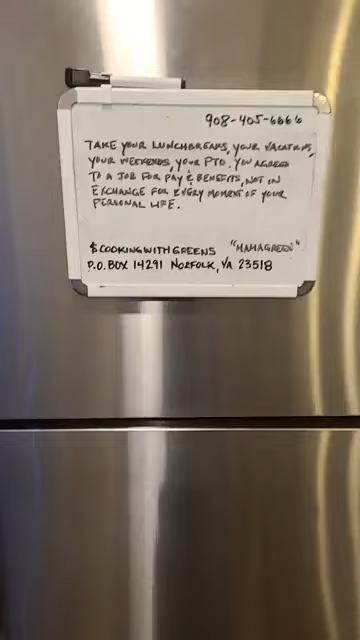 908-405-6666
TAKE YOUR LUNCHBREAKS, YOUR VACATIONS,
YOUR WEEKENDS, YOUR PTO. YOU AGREED
TO A JOB FOR PAY & BENEFITS, NOT IN
EXCHANGE FOR EVERY MOMENT OF YOUR
PERSONAL LIFE.
$COOKINGWITHGREENS "MAMAGREEN"
P.O. BOX 14291 NORFOLK, VA 23518